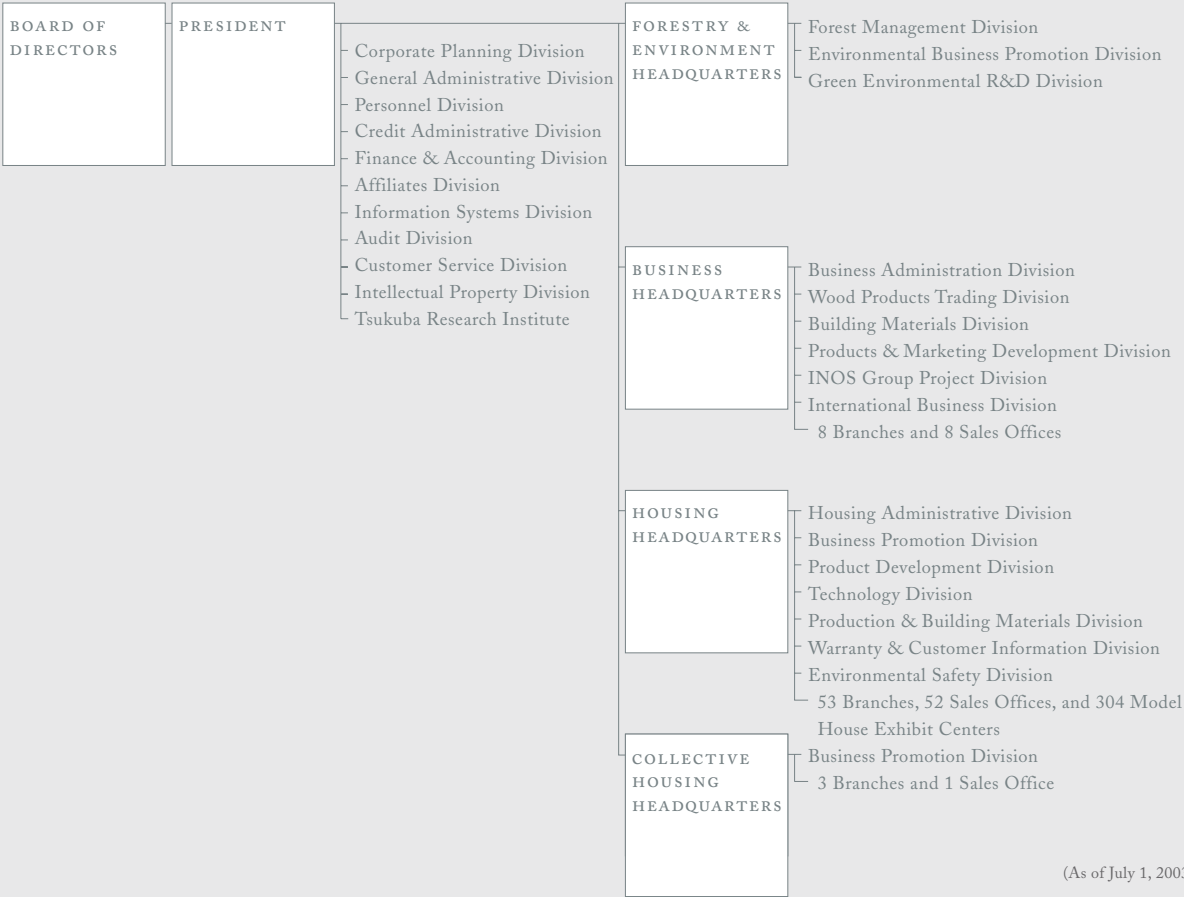 BOARD OF
DIRECTORS
PRESIDENT
Corporate Planning Division
General Administrative Division
Personnel Division
Credit Administrative Division
Finance & Accounting Division
Affiliates Division
Information Systems Division
Audit Division
Customer Service Division
Intellectual Property Division
Tsukuba Research Institute
FORESTRY &
ENVIRONMENT
HEADQUARTERS
Forest Management Division
Environmental Business Promotion Division
Green Environmental R&D Division
BUSINESS
HEADQUARTERS
Business Administration Division
Wood Products Trading Division
Building Materials Division
Products & Marketing Development Division
INOS Group Project Division
International Business Division
8 Branches and 8 Sales Offices
HOUSING
HEADQUARTERS
Housing Administrative Division
Business Promotion Division
Product Development Division
Technology Division
Production & Building Materials Division
Warranty & Customer Information Division
Environmental Safety Division
53 Branches, 52 Sales Offices, and 304 Model
House Exhibit Centers
COLLECTIVE
HOUSING
HEADQUARTERS
Business Promotion Division
3 Branches and 1 Sales Office
(As of July 1, 2003